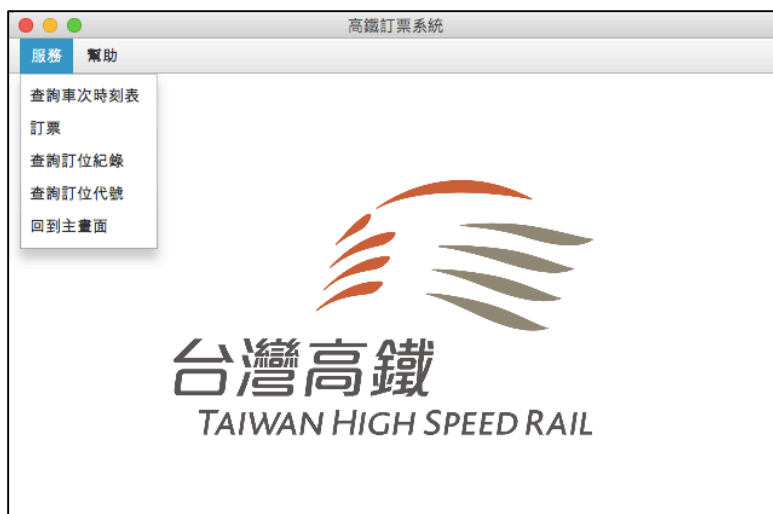 高鐵訂票系統
服務 幫助
查詢車次時刻表
訂票
查詢訂位紀錄
查詢訂位代號
回到主畫面
台灣高鐵
TAIWAN HIGH SPEED RAIL